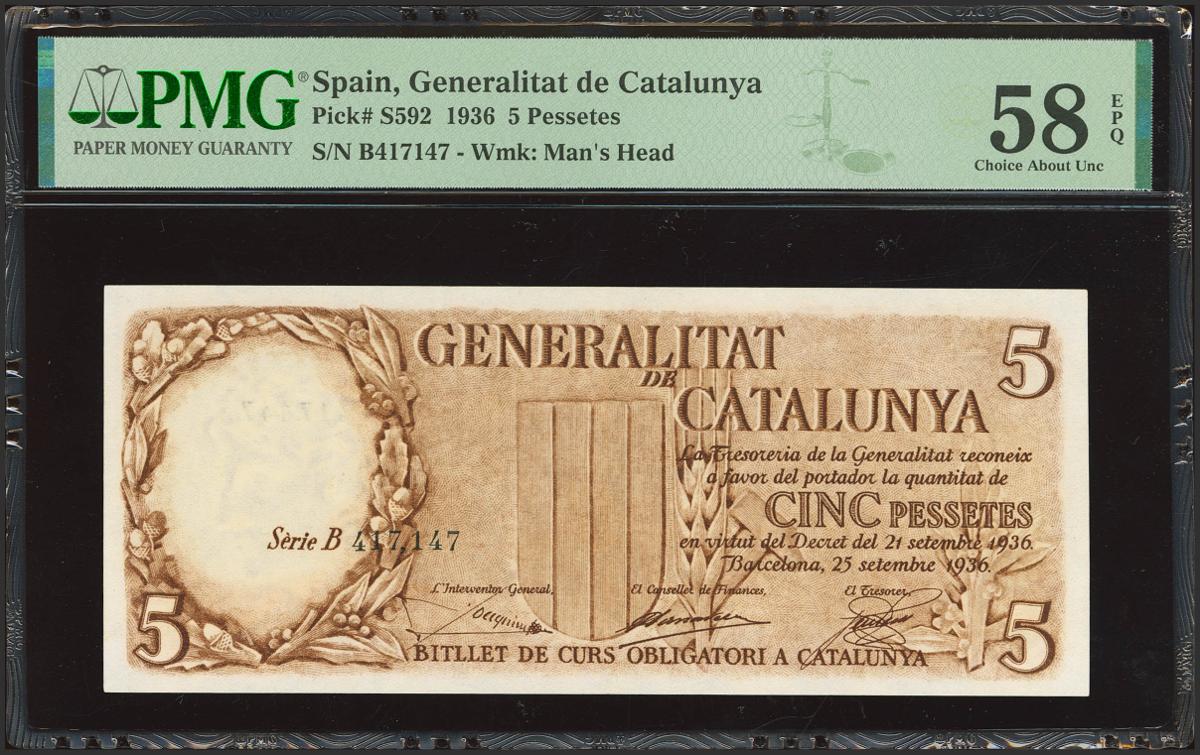 PMG®
PAPER MONEY GUARANTY
Spain, Generalitat de Catalunya
Pick# S592 1936 5 Pessetes
S/N B417147 - Wmk: Man's Head
58
EPQ
Choice About Unc
GENERALITAT
DE
CATALUNYA
5
La Tresoreria de la Generalitat reconeix
a favor del portador la quantitat de
CINC PESSETES
en virtut del Decret del 21 setembre 1936.
Barcelona, 25 setembre 1936.
Sèrie B 417,147
L'Interventor General,
El Conseller de Finances,
El Tresorer,
5
BITLLET DE CURS OBLIGATORI A CATALUNYA
5